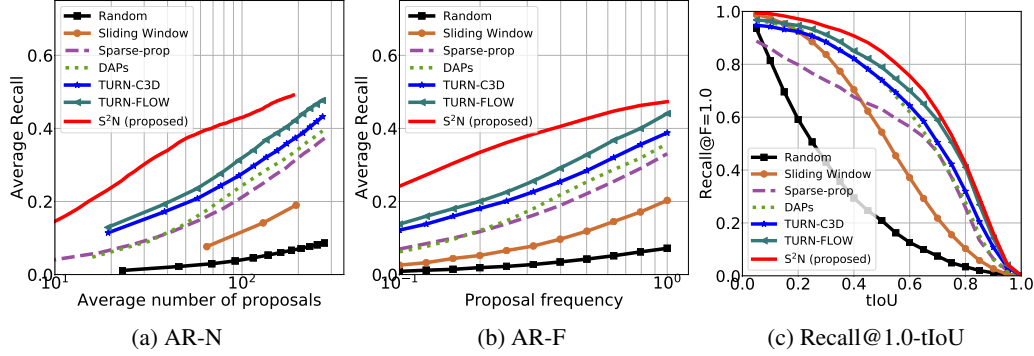 Average Recall
0.6
0.4
0.2
0.0
10¹
10²
Average number of proposals
Random
Sliding Window
Sparse-prop
DAPs
TURN-C3D
TURN-FLOW
S²N (proposed)
(a) AR-N
Average Recall
0.6
0.4
0.2
0.0
10⁻¹
10⁰
Proposal frequency
Random
Sliding Window
Sparse-prop
DAPs
TURN-C3D
TURN-FLOW
S²N (proposed)
(b) AR-F
Recall@F=1.0
1.0
0.8
0.6
0.4
0.2
0.0
0.2
0.4
0.6
0.8
1.0
tIoU
Random
Sliding Window
Sparse-prop
DAPs
TURN-C3D
TURN-FLOW
S²N (proposed)
(c) Recall@1.0-tIoU